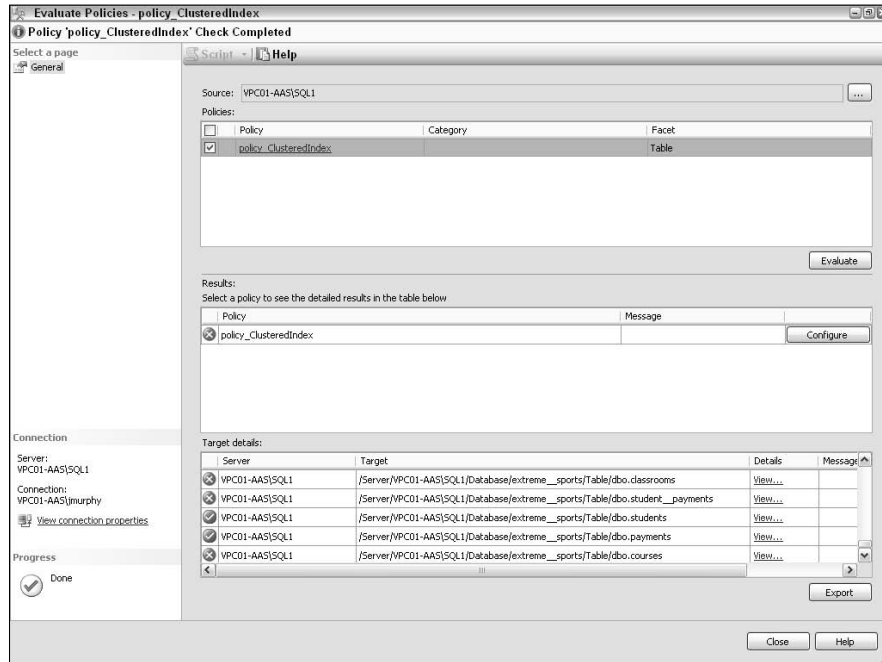 Evaluate Policies - policy_ClusteredIndex
Policy 'policy_ClusteredIndex' Check Completed
Select a page
General
Script
Help
Source: VPC01-AAS\SQL1
...
Policies:
Policy Category Facet
policy_ClusteredIndex Table
Evaluate
Results:
Select a policy to see the detailed results in the table below
Policy Message
policy_ClusteredIndex Configure
Target details:
Server Target Details Message
VPC01-AAS\SQL1 /Server/VPC01-AAS\SQL1/Database/extreme__sports/Table/dbo.classrooms View...
VPC01-AAS\SQL1 /Server/VPC01-AAS\SQL1/Database/extreme__sports/Table/dbo.student__payments View...
VPC01-AAS\SQL1 /Server/VPC01-AAS\SQL1/Database/extreme__sports/Table/dbo.students View...
VPC01-AAS\SQL1 /Server/VPC01-AAS\SQL1/Database/extreme__sports/Table/dbo.payments View...
VPC01-AAS\SQL1 /Server/VPC01-AAS\SQL1/Database/extreme__sports/Table/dbo.courses View...
Export
Connection
Server:
VPC01-AAS\SQL1
Connection:
VPC01-AAS\jmurphy
View connection properties
Progress
Done
Close
Help